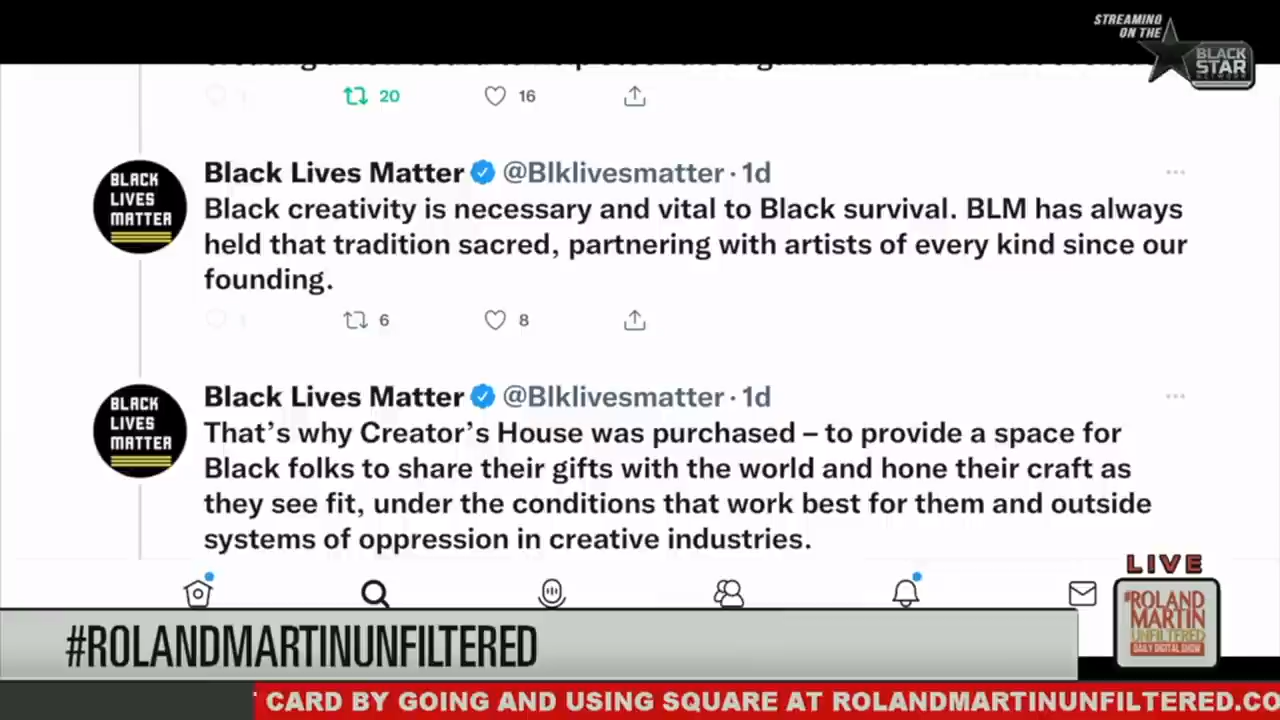 STREAMING
ON THE
BLACK
STAR
NETWORK
20
16
BLACK
LIVES
MATTER
Black Lives Matter @Blklivesmatter · 1d
Black creativity is necessary and vital to Black survival. BLM has always
held that tradition sacred, partnering with artists of every kind since our
founding.
1
6
8
BLACK
LIVES
MATTER
Black Lives Matter @Blklivesmatter · 1d
That’s why Creator’s House was purchased – to provide a space for
Black folks to share their gifts with the world and hone their craft as
they see fit, under the conditions that work best for them and outside
systems of oppression in creative industries.
LIVE
#ROLAND
MARTIN
UNFILTERED
DAILY DIGITAL SHOW
#ROLANDMARTINUNFILTERED
CARD BY GOING AND USING SQUARE AT ROLANDMARTINUNFILTERED.CO